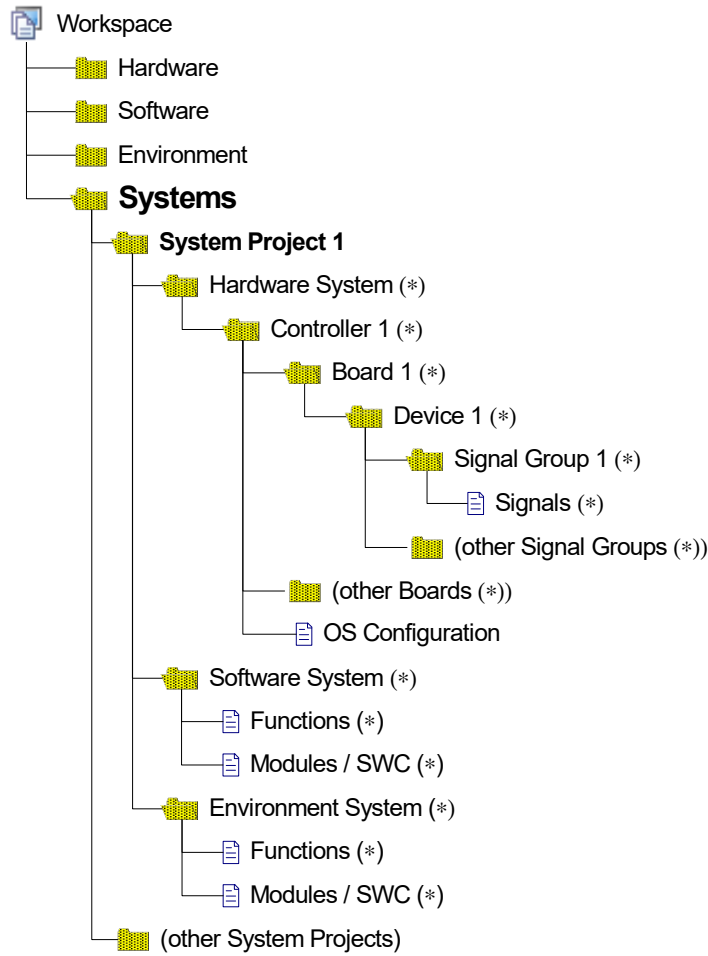 Workspace
Hardware
Software
Environment
Systems
System Project 1
Hardware System (*)
Controller 1 (*)
Board 1 (*)
Device 1 (*)
Signal Group 1 (*)
Signals (*)
(other Signal Groups (*))
(other Boards (*))
OS Configuration
Software System (*)
Functions (*)
Modules / SWC (*)
Environment System (*)
Functions (*)
Modules / SWC (*)
(other System Projects)